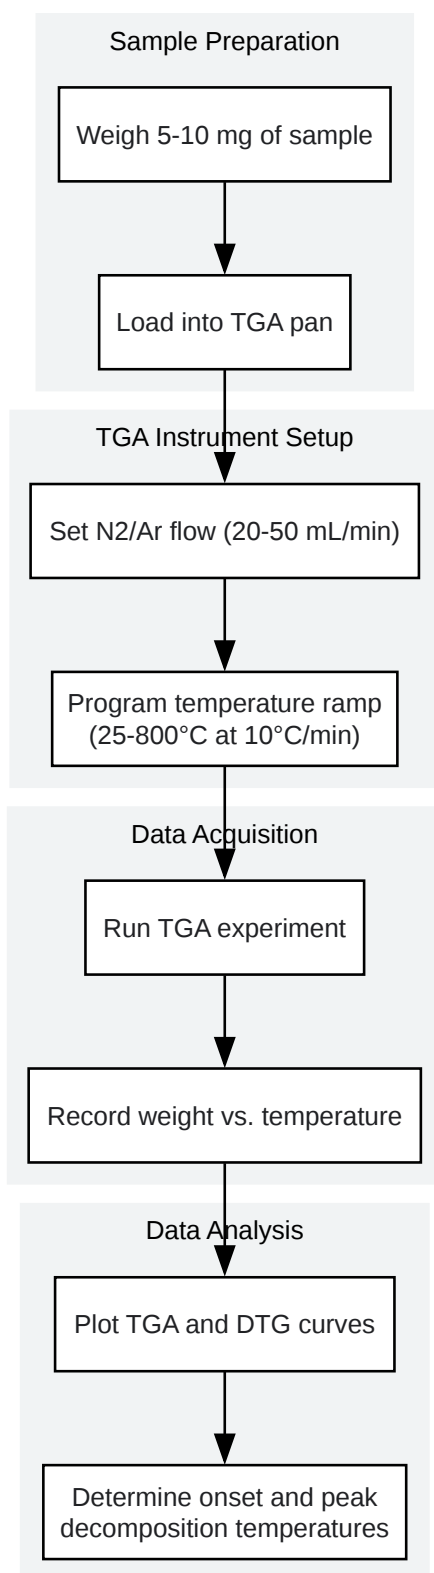 Sample Preparation
Weigh 5-10 mg of sample
Load into TGA pan
TGA Instrument Setup
Set N2/Ar flow (20-50 mL/min)
Program temperature ramp
(25-800°C at 10°C/min)
Data Acquisition
Run TGA experiment
Record weight vs. temperature
Data Analysis
Plot TGA and DTG curves
Determine onset and peak
decomposition temperatures